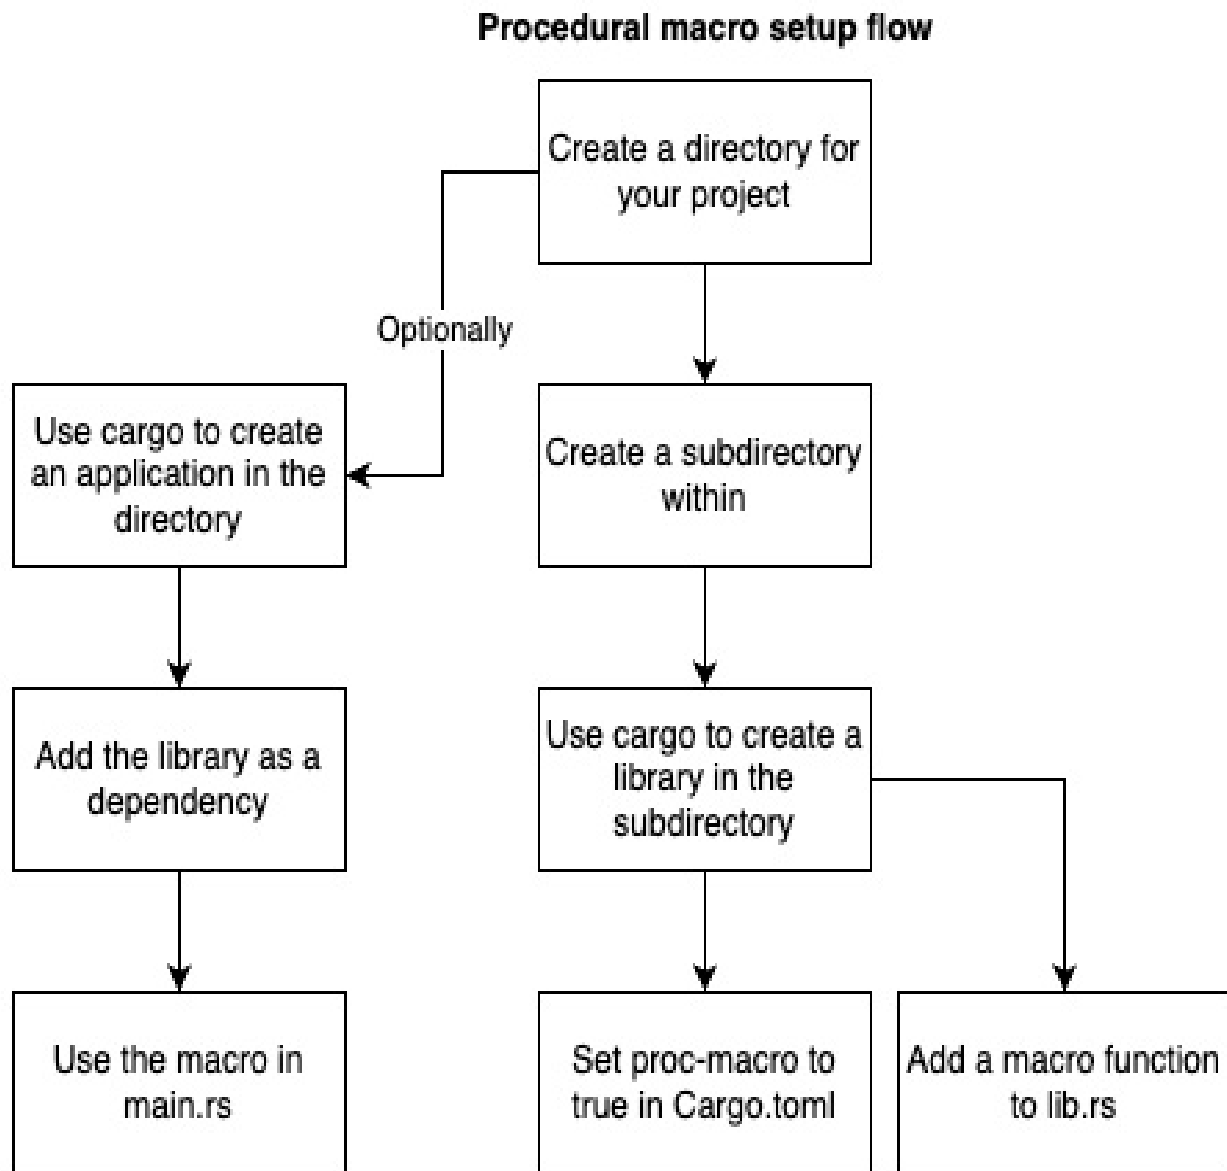 Procedural macro setup flow
Create a directory for
your project
Optionally
Use cargo to create
an application in the
directory
Create a subdirectory
within
Add the library as a
dependency
Use cargo to create a
library in the
subdirectory
Use the macro in
main.rs
Set proc-macro to
true in Cargo.toml
Add a macro function
to lib.rs